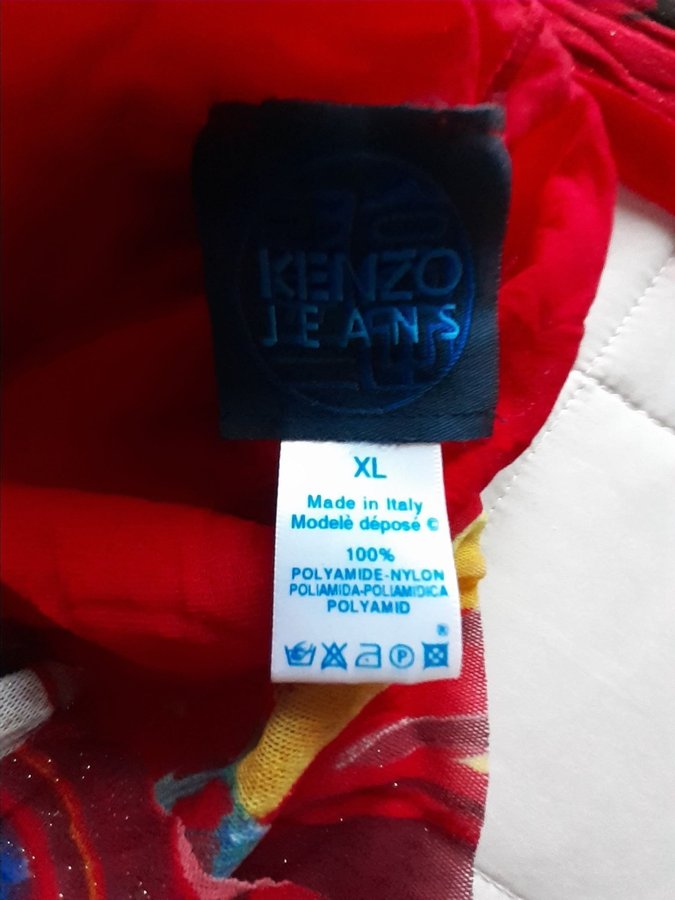 KENZO
JEANS
XL
Made in Italy
Modelè déposé ©
100%
POLYAMIDE-NYLON
POLIAMIDA-POLIAMIDICA
POLYAMID
®
P